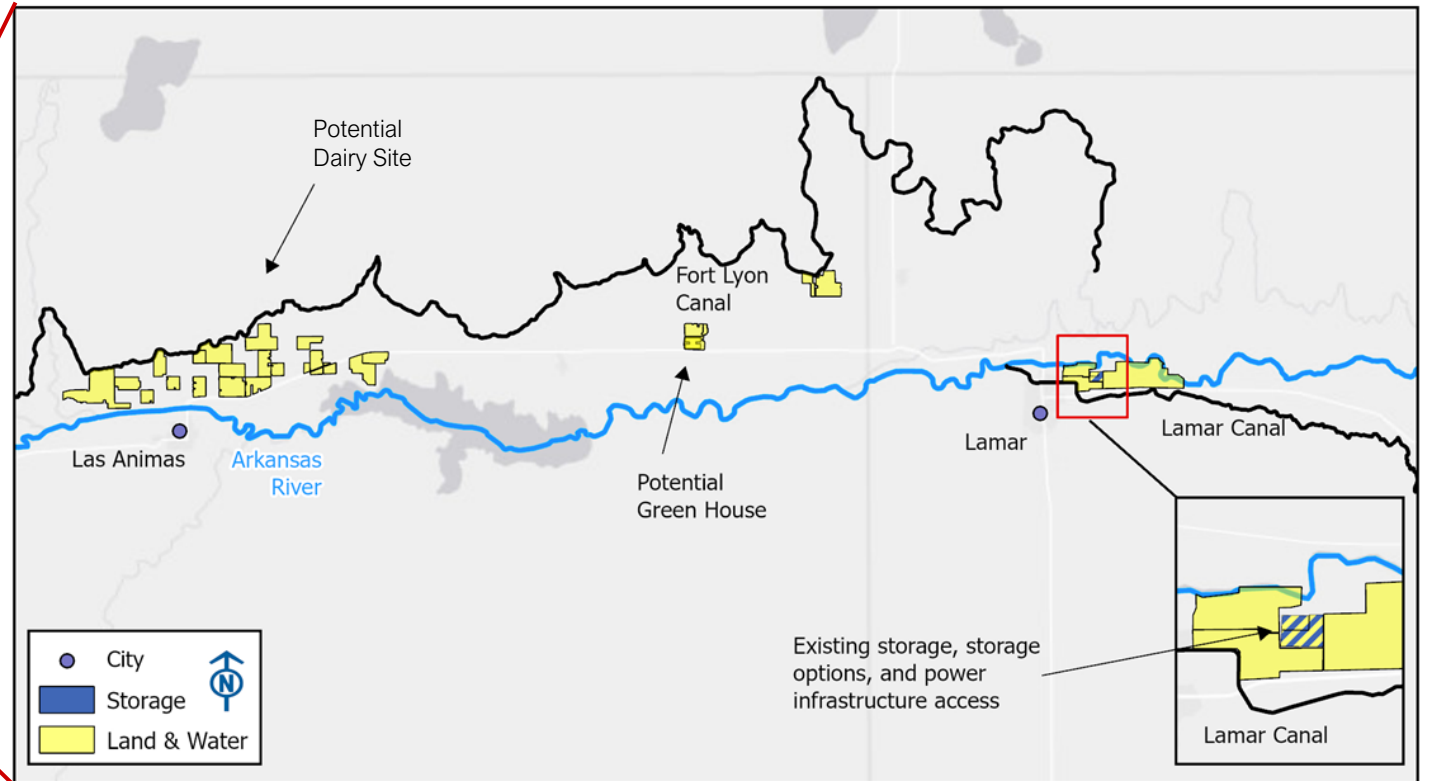 Potential
Dairy Site
Fort Lyon
Canal
Las Animas
Arkansas
River
Potential
Green House
Lamar
Lamar Canal
Existing storage, storage
options, and power
infrastructure access
Lamar Canal
City
N
Storage
Land & Water